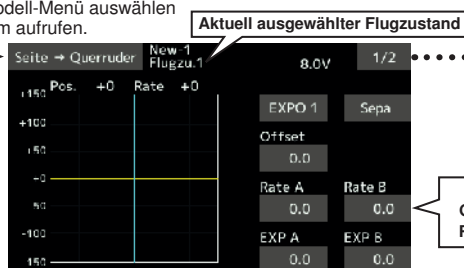 odell-Menü auswählen
m aufrufen.
Aktuell ausgewählter Flugzustand
Seite → Querruder
New-1
Flugzu.1
8.0V
1/2
Pos. +0 Rate +0
+150
+100
+50
+0
50
-100
150
EXPO 1
Sepa
Offset
0.0
Rate A Rate B
0.0 0.0
EXP A EXP B
0.0 0.0